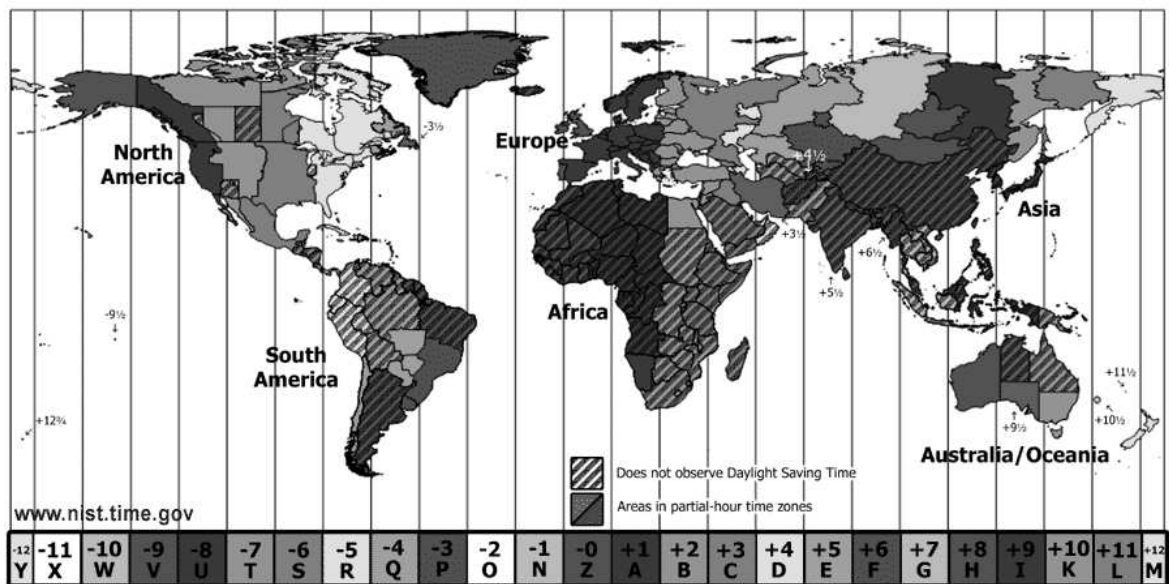 -3½
Europe
North
America
+4½
Asia
+3½
+6½
+5½
Africa
-9½
South
America
+11½
+12¾
+9½
+10½
Australia/Oceania
Does not observe Daylight Saving Time
Areas in partial-hour time zones
www.nist.time.gov
-12 -11 -10 -9 -8 -7 -6 -5 -4 -3 -2 -1 -0 +1 +2 +3 +4 +5 +6 +7 +8 +9 +10 +11 +12
Y X W V U T S R Q P O N Z A B C D E F G H I K L M